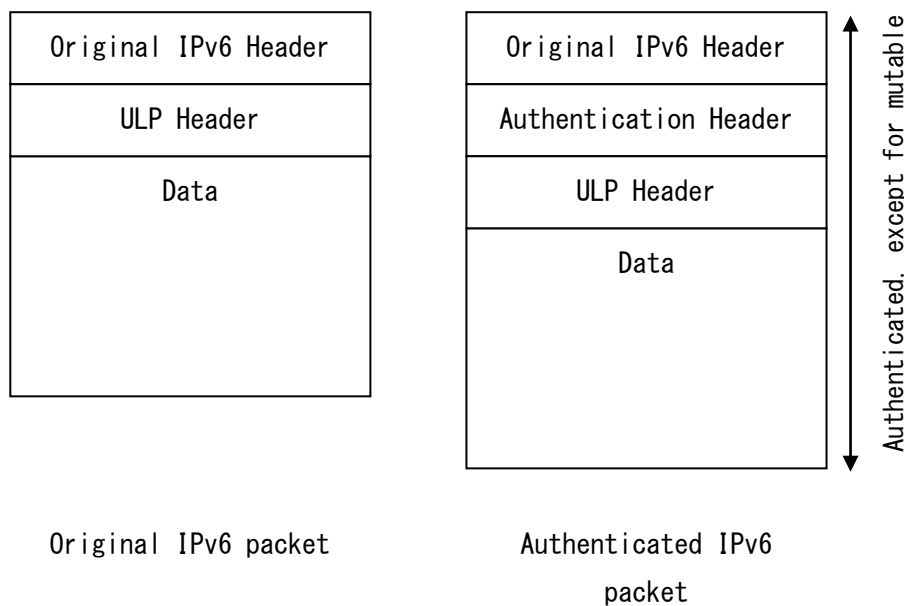 Original IPv6 Header
ULP Header
Data
Original IPv6 packet
Original IPv6 Header
Authentication Header
ULP Header
Data
Authenticated IPv6
packet
Authenticated. except for mutable